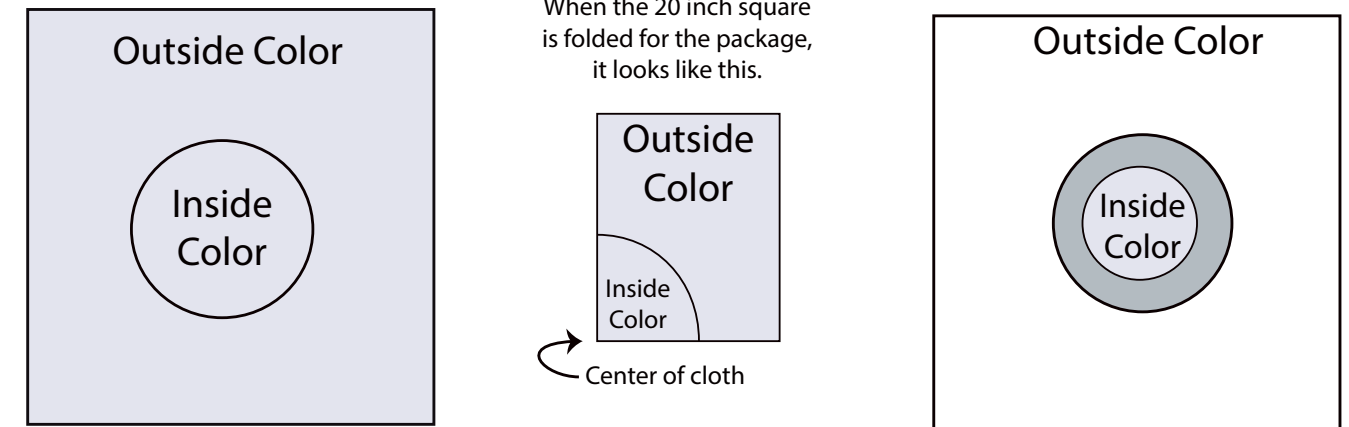 Outside Color
Inside
Color
When the 20 inch square
is folded for the package,
it looks like this.
Outside
Color
Inside
Color
Center of cloth
Outside Color
Inside
Color